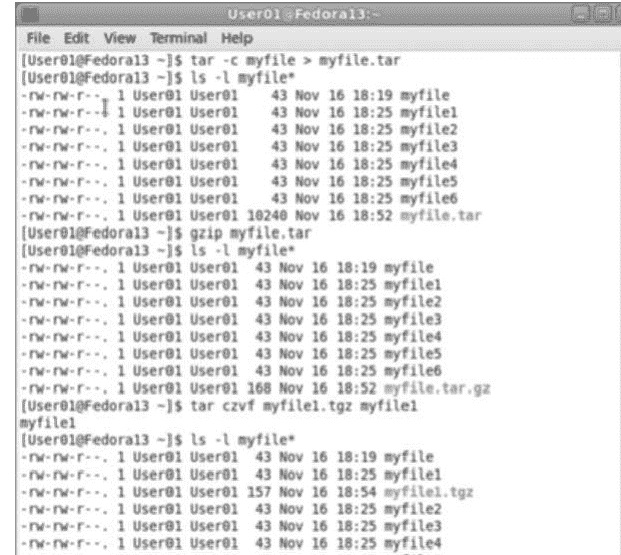 User01@Fedora13:~
File Edit View Terminal Help
[User01@Fedora13 ~]$ tar -c myfile > myfile.tar
[User01@Fedora13 ~]$ ls -l myfile*
-rw-rw-r--. 1 User01 User01    43 Nov 16 18:19 myfile
-rw-rw-r--. 1 User01 User01    43 Nov 16 18:25 myfile1
-rw-rw-r--. 1 User01 User01    43 Nov 16 18:25 myfile2
-rw-rw-r--. 1 User01 User01    43 Nov 16 18:25 myfile3
-rw-rw-r--. 1 User01 User01    43 Nov 16 18:25 myfile4
-rw-rw-r--. 1 User01 User01    43 Nov 16 18:25 myfile5
-rw-rw-r--. 1 User01 User01    43 Nov 16 18:25 myfile6
-rw-rw-r--. 1 User01 User01 10240 Nov 16 18:52 myfile.tar
[User01@Fedora13 ~]$ gzip myfile.tar
[User01@Fedora13 ~]$ ls -l myfile*
-rw-rw-r--. 1 User01 User01  43 Nov 16 18:19 myfile
-rw-rw-r--. 1 User01 User01  43 Nov 16 18:25 myfile1
-rw-rw-r--. 1 User01 User01  43 Nov 16 18:25 myfile2
-rw-rw-r--. 1 User01 User01  43 Nov 16 18:25 myfile3
-rw-rw-r--. 1 User01 User01  43 Nov 16 18:25 myfile4
-rw-rw-r--. 1 User01 User01  43 Nov 16 18:25 myfile5
-rw-rw-r--. 1 User01 User01  43 Nov 16 18:25 myfile6
-rw-rw-r--. 1 User01 User01 168 Nov 16 18:52 myfile.tar.gz
[User01@Fedora13 ~]$ tar czvf myfile1.tgz myfile1
myfile1
[User01@Fedora13 ~]$ ls -l myfile*
-rw-rw-r--. 1 User01 User01  43 Nov 16 18:19 myfile
-rw-rw-r--. 1 User01 User01  43 Nov 16 18:25 myfile1
-rw-rw-r--. 1 User01 User01 157 Nov 16 18:54 myfile1.tgz
-rw-rw-r--. 1 User01 User01  43 Nov 16 18:25 myfile2
-rw-rw-r--. 1 User01 User01  43 Nov 16 18:25 myfile3
-rw-rw-r--. 1 User01 User01  43 Nov 16 18:25 myfile4